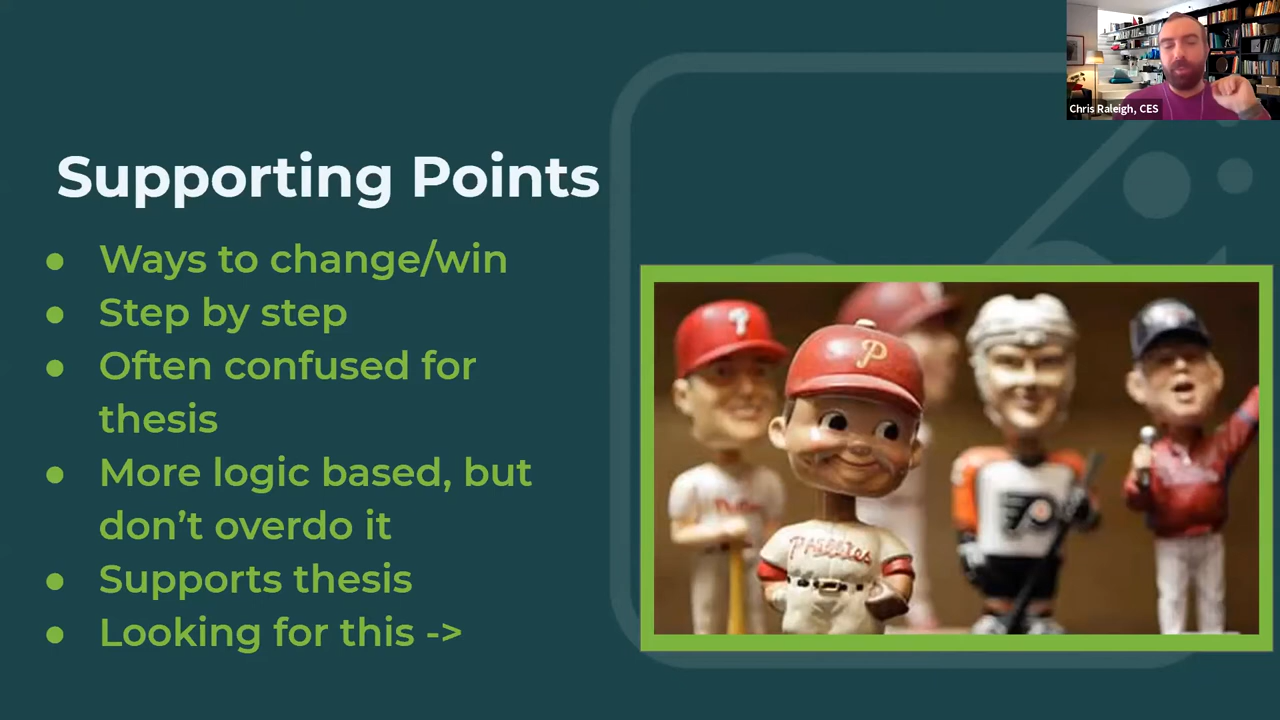 Chris Raleigh, CES
Supporting Points
● Ways to change/win
● Step by step
● Often confused for
thesis
● More logic based, but
don’t overdo it
● Supports thesis
● Looking for this ->
P
P
Phillies